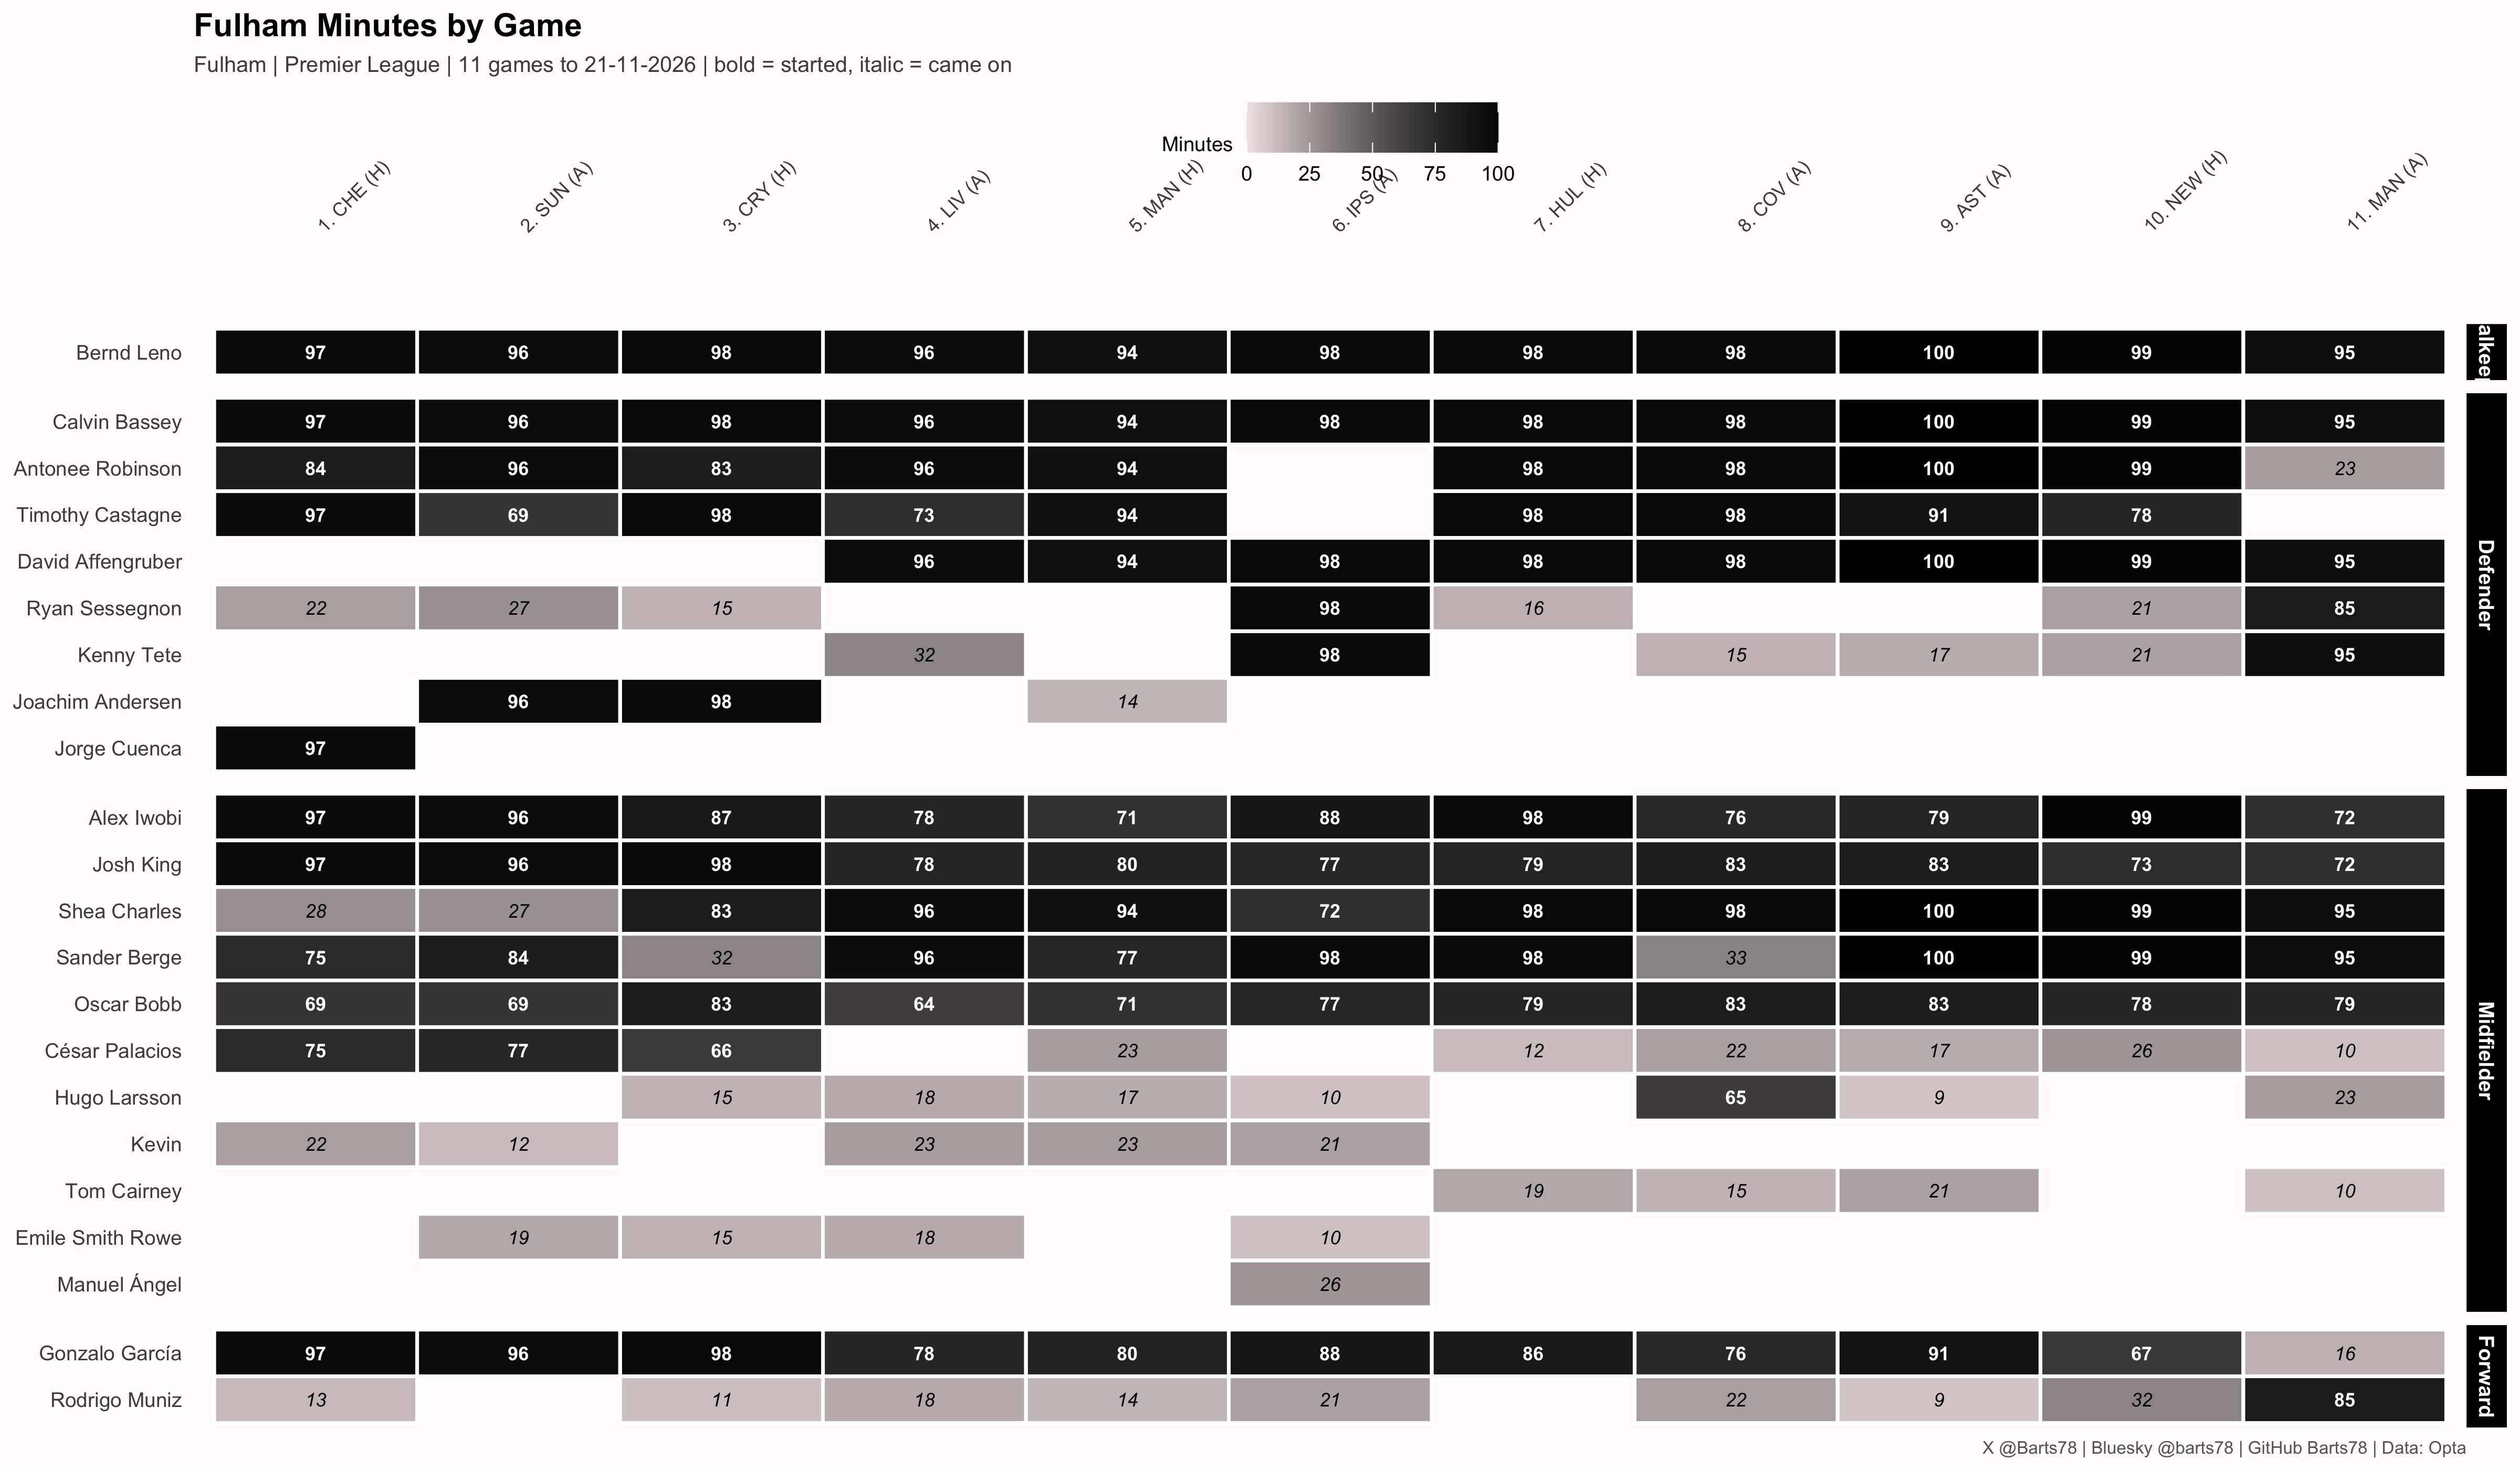 Fulham Minutes by Game
Fulham | Premier League | 11 games to 21-11-2026 | bold = started, italic = came on
Minutes
0 25 50 75 100
1. CHE (H) 2. SUN (A) 3. CRY (H) 4. LIV (A) 5. MAN (H) 6. IPS (A) 7. HUL (H) 8. COV (A) 9. AST (A) 10. NEW (H) 11. MAN (A)
Bernd Leno 97 96 98 96 94 98 98 98 100 99 95
alkee
Calvin Bassey 97 96 98 96 94 98 98 98 100 99 95
Antonee Robinson 84 96 83 96 94 98 98 100 99 23
Timothy Castagne 97 69 98 73 94 98 98 91 78
David Affengruber 96 94 98 98 98 100 99 95
Ryan Sessegnon 22 27 15 98 16 21 85
Kenny Tete 32 98 15 17 21 95
Joachim Andersen 96 98 14
Jorge Cuenca 97
Defender
Alex Iwobi 97 96 87 78 71 88 98 76 79 99 72
Josh King 97 96 98 78 80 77 79 83 83 73 72
Shea Charles 28 27 83 96 94 72 98 98 100 99 95
Sander Berge 75 84 32 96 77 98 98 33 100 99 95
Oscar Bobb 69 69 83 64 71 77 79 83 83 78 79
César Palacios 75 77 66 23 12 22 17 26 10
Hugo Larsson 15 18 17 10 65 9 23
Kevin 22 12 23 23 21
Tom Cairney 19 15 21 10
Emile Smith Rowe 19 15 18 10
Manuel Ángel 26
Midfielder
Gonzalo García 97 96 98 78 80 88 86 76 91 67 16
Rodrigo Muniz 13 11 18 14 21 22 9 32 85
Forward
X @Barts78 | Bluesky @barts78 | GitHub Barts78 | Data: Opta